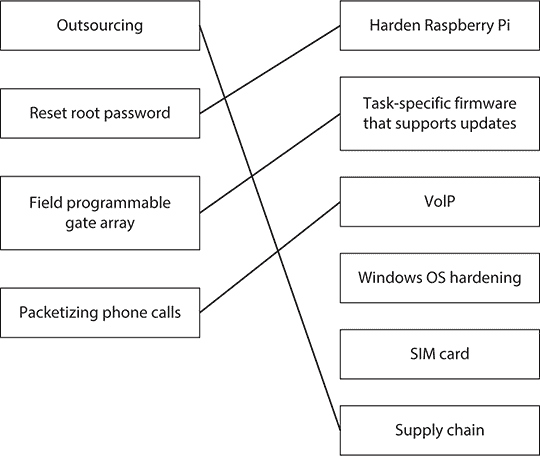 Outsourcing
Reset root password
Field programmable
gate array
Packetizing phone calls
Harden Raspberry Pi
Task-specific firmware
that supports updates
VoIP
Windows OS hardening
SIM card
Supply chain